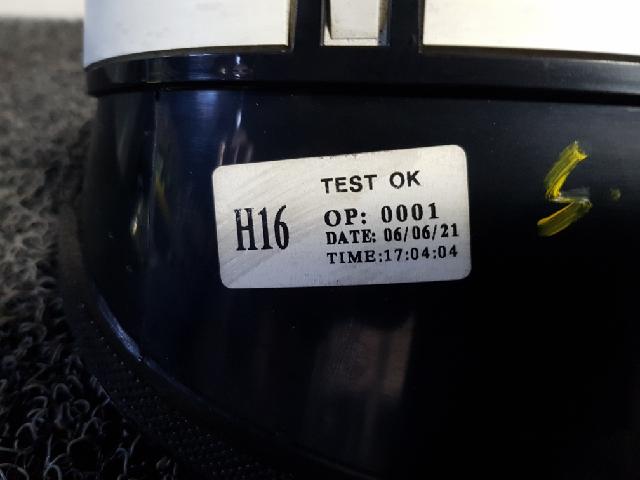 TEST OK
H16
OP: 0001
DATE: 06/06/21
TIME:17:04:04
S